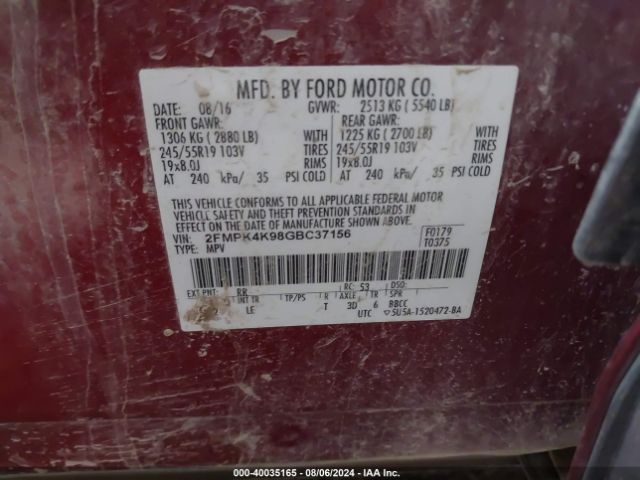 MFD. BY FORD MOTOR CO.
DATE: 08/16 GVWR: 2513 KG ( 5540 LB)
FRONT GAWR: REAR GAWR:
1306 KG ( 2880 LB) WITH 1225 KG ( 2700 LB) WITH
245/55R19 103V TIRES 245/55R19 103V TIRES
19x8.0J RIMS 19x8.0J RIMS
AT 240 kPa/ 35 PSI COLD AT 240 kPa/ 35 PSI COLD
THIS VEHICLE CONFORMS TO ALL APPLICABLE FEDERAL MOTOR
VEHICLE SAFETY AND THEFT PREVENTION STANDARDS IN
EFFECT ON THE DATE OF MANUFACTURE SHOWN ABOVE.
VIN: 2FMPK4K98GBC37156 F0179
TYPE: MPV T0375
EXT PNT: RR RC: 53 DSO:
INT TR TP/PS R AXLE TR SPR
2 LE T 3D 6 BBCC
UTC ▽5U5A-1520472-BA
000-40035165 - 08/06/2024 - IAA Inc.